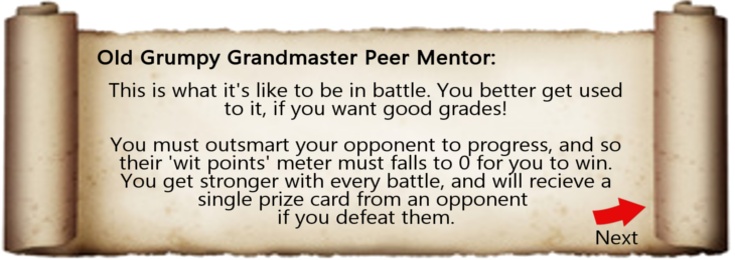 Old Grumpy Grandmaster Peer Mentor:
This is what it's like to be in battle. You better get used
to it, if you want good grades!
You must outsmart your opponent to progress, and so
their 'wit points' meter must falls to 0 for you to win.
You get stronger with every battle, and will recieve a
single prize card from an opponent
if you defeat them.
Next